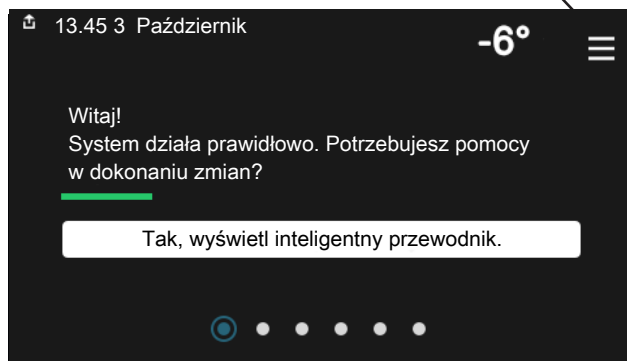 13.45 3 Październik
-6°
Witaj!
System działa prawidłowo. Potrzebujesz pomocy
w dokonaniu zmian?
Tak, wyświetl inteligentny przewodnik.